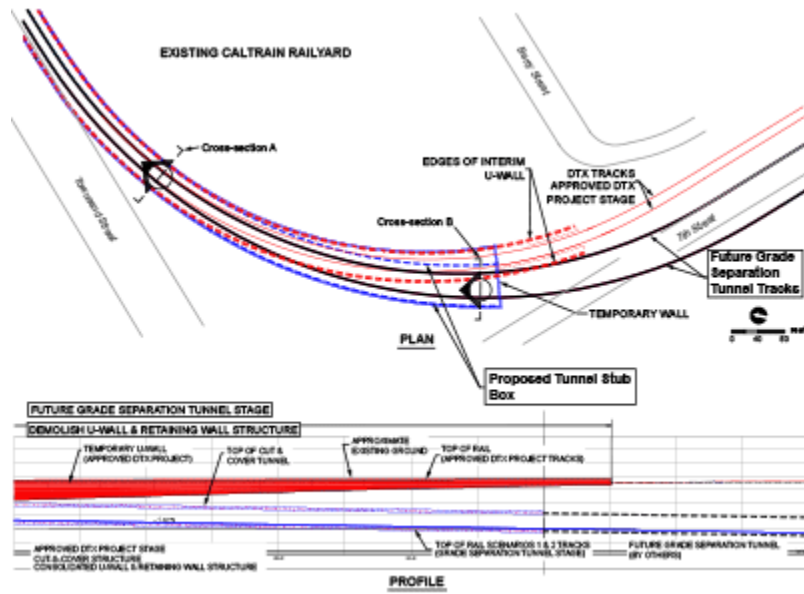 EXISTING CALTRAIN RAILYARD
Cross-section A
Townsend Street
EDGES OF INTERIM
U-WALL
DTX TRACKS
APPROVED DTX
PROJECT STAGE
Cross-section B
7th Street
Future Grade
Separation
Tunnel Tracks
TEMPORARY WALL
PLAN
0 40 80
Proposed Tunnel Stub
Box
FUTURE GRADE SEPARATION TUNNEL STAGE
DEMOLISH U-WALL & RETAINING WALL STRUCTURE
TEMPORARY U-WALL
(APPROVED DTX PROJECT)
TOP OF CUT &
COVER TUNNEL
APPROXIMATE
EXISTING GROUND
TOP OF RAIL
(APPROVED DTX PROJECT TRACKS)
APPROVED DTX PROJECT STAGE
CUT-& COVER STRUCTURE
CONSOLIDATED U-WALL & RETAINING WALL STRUCTURE
TOP OF RAIL SCENARIOS 1 & 2 TRACKS
(GRADE SEPARATION TUNNEL STAGE)
FUTURE GRADE SEPARATION TUNNEL
(BY OTHERS)
PROFILE